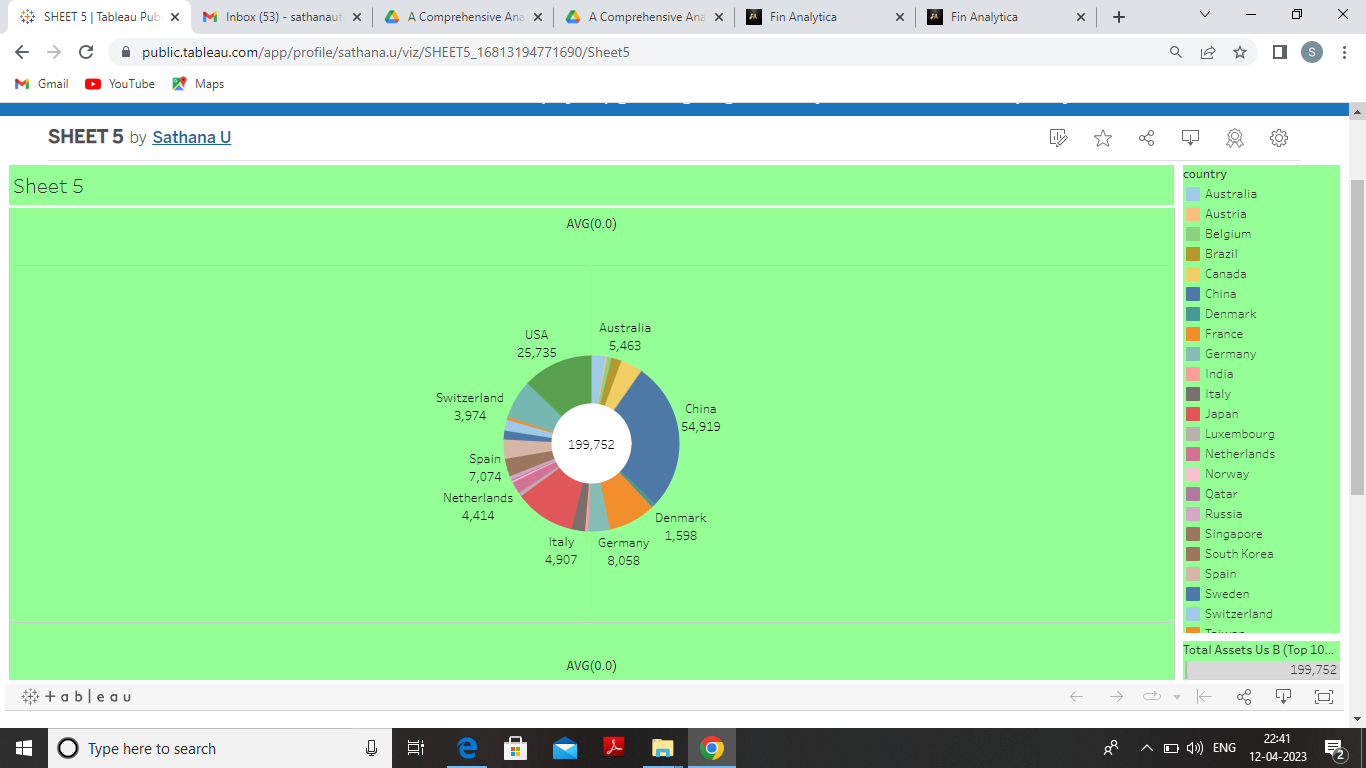 SHEET 5 | Tableau Pub
Inbox (53) - sathanaut
A Comprehensive Ana
A Comprehensive Ana
Fin Analytica
Fin Analytica
public.tableau.com/app/profile/sathana.u/viz/SHEET5_16813194771690/Sheet5
S
Gmail
YouTube
Maps
SHEET 5 by Sathana U
Sheet 5
AVG(0.0)
USA
25,735
Australia
5,463
Switzerland
3,974
China
54,919
199,752
Spain
7,074
Netherlands
4,414
Denmark
1,598
Italy
4,907
Germany
8,058
AVG(0.0)
country
Australia
Austria
Belgium
Brazil
Canada
China
Denmark
France
Germany
India
Italy
Japan
Luxembourg
Netherlands
Norway
Qatar
Russia
Singapore
South Korea
Spain
Sweden
Switzerland
Total Assets Us B (Top 10...
199,752
+ a b l e a u
Type here to search
ENG
22:41
12-04-2023
2